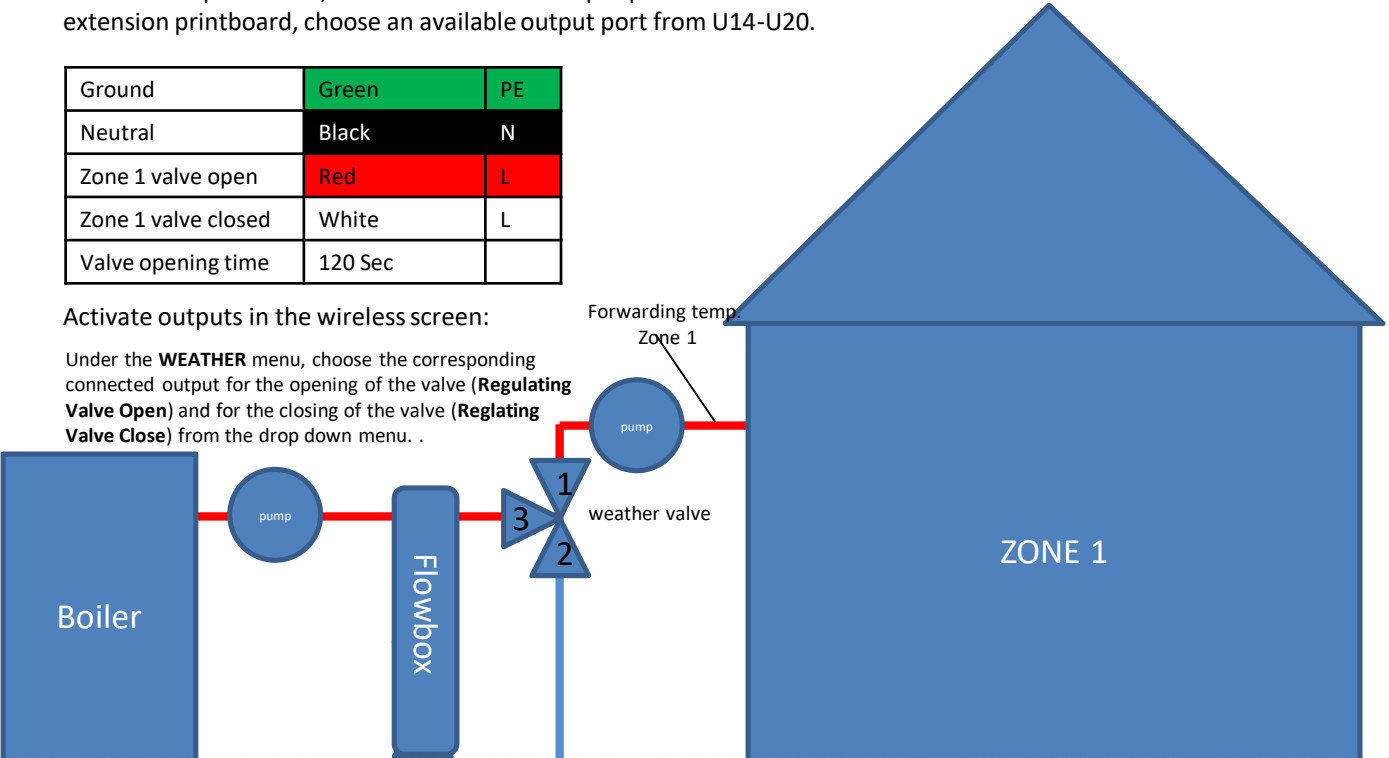 extension printboard, choose an available output port from U14-U20.
Ground Green PE
Neutral Black N
Zone 1 valve open Red L
Zone 1 valve closed White L
Valve opening time 120 Sec
Activate outputs in the wireless screen:
Under the WEATHER menu, choose the corresponding
connected output for the opening of the valve (Regulating
Valve Open) and for the closing of the valve (Reglating
Valve Close) from the drop down menu. .
Forwarding temp.
Zone 1
pump
1
weather valve
3
2
pump
Flowbox
Boiler
ZONE 1